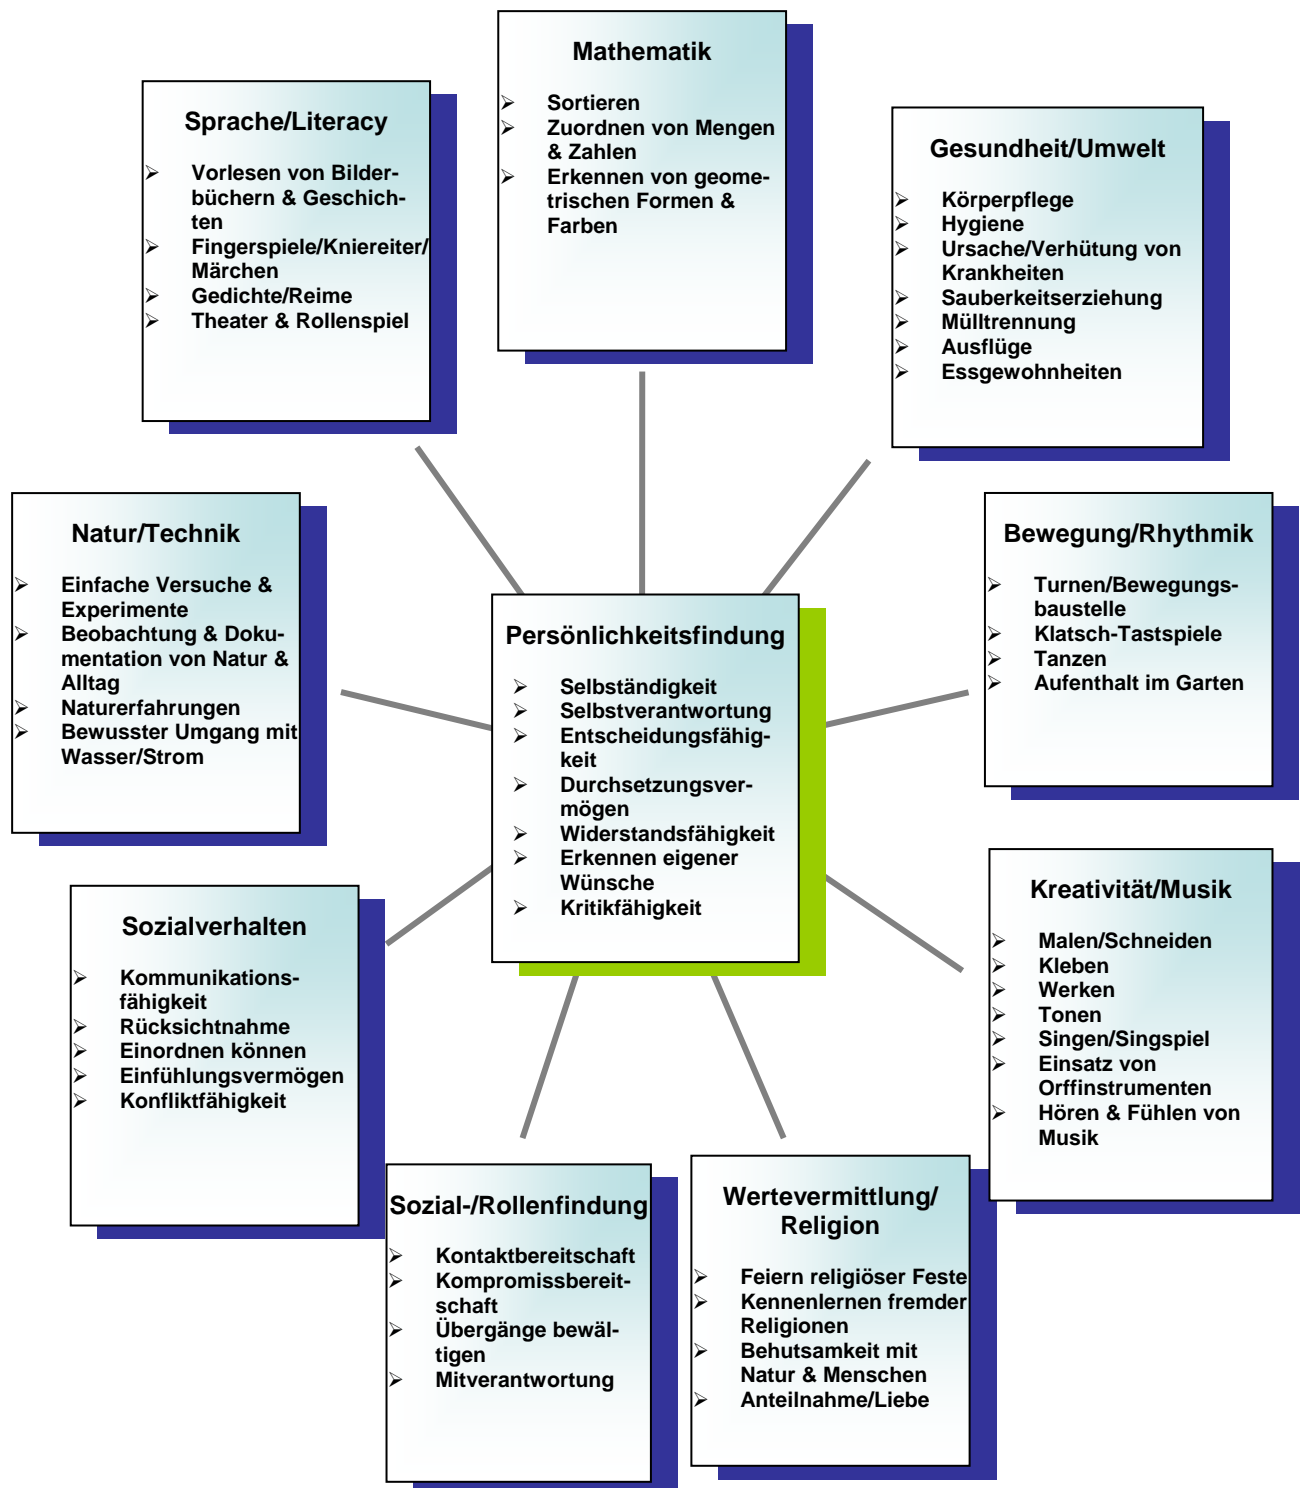 Mathematik
Sortieren
Zuordnen von Mengen
& Zahlen
Erkennen von geome-
trischen Formen &
Farben
Sprache/Literacy
Vorlesen von Bilder-
büchern & Geschich-
ten
Fingerspiele/Kniereiter/
Märchen
Gedichte/Reime
Theater & Rollenspiel
Gesundheit/Umwelt
Körperpflege
Hygiene
Ursache/Verhütung von
Krankheiten
Sauberkeitserziehung
Mülltrennung
Ausflüge
Essgewohnheiten
Natur/Technik
Einfache Versuche &
Experimente
Beobachtung & Doku-
mentation von Natur &
Alltag
Naturerfahrungen
Bewusster Umgang mit
Wasser/Strom
Persönlichkeitsfindung
Selbständigkeit
Selbstverantwortung
Entscheidungsfähig-
keit
Durchsetzungsver-
mögen
Widerstandsfähigkeit
Erkennen eigener
Wünsche
Kritikfähigkeit
Bewegung/Rhythmik
Turnen/Bewegungs-
baustelle
Klatsch-Tastspiele
Tanzen
Aufenthalt im Garten
Sozialverhalten
Kommunikations-
fähigkeit
Rücksichtnahme
Einordnen können
Einfühlungsvermögen
Konfliktfähigkeit
Kreativität/Musik
Malen/Schneiden
Kleben
Werken
Tonen
Singen/Singspiel
Einsatz von
Orffinstrumenten
Hören & Fühlen von
Musik
Sozial-/Rollenfindung
Kontaktbereitschaft
Kompromissbereit-
schaft
Übergänge bewäl-
tigen
Mitverantwortung
Wertevermittlung/
Religion
Feiern religiöser Feste
Kennenlernen fremder
Religionen
Behutsamkeit mit
Natur & Menschen
Anteilnahme/Liebe